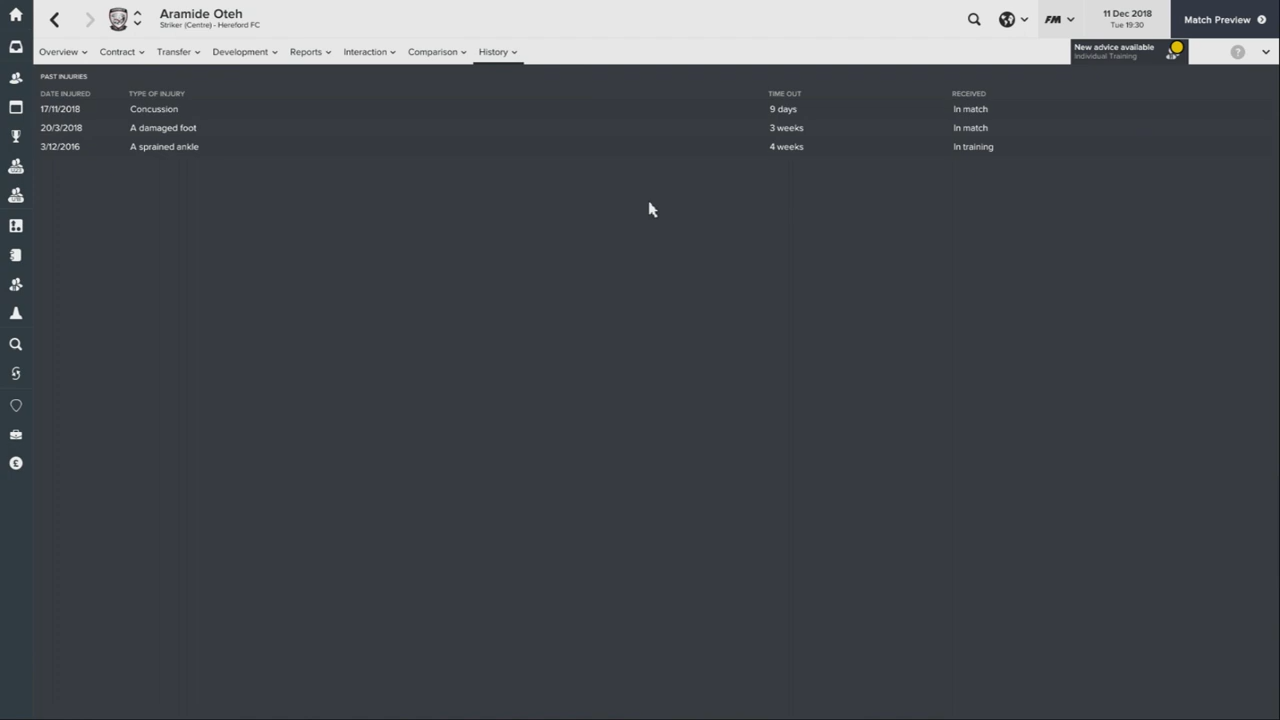 Aramide Oteh
Striker (Centre) - Hereford FC
FM
11 Dec 2018
Tue 19:30
Match Preview
Overview Contract Transfer Development Reports Interaction Comparison History
New advice available
Individual Training
?
PAST INJURIES
DATE INJURED TYPE OF INJURY TIME OUT RECEIVED
17/11/2018 Concussion 9 days In match
20/3/2018 A damaged foot 3 weeks In match
3/12/2016 A sprained ankle 4 weeks In training
£